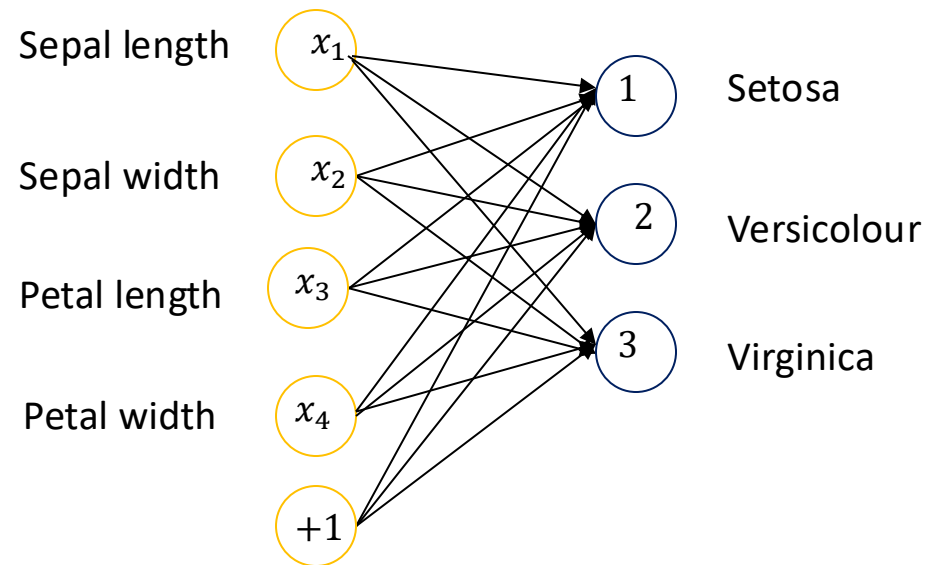 Sepal length
x₁
1
Setosa
Sepal width
x₂
2
Versicolour
Petal length
x₃
3
Virginica
Petal width
x₄
+1